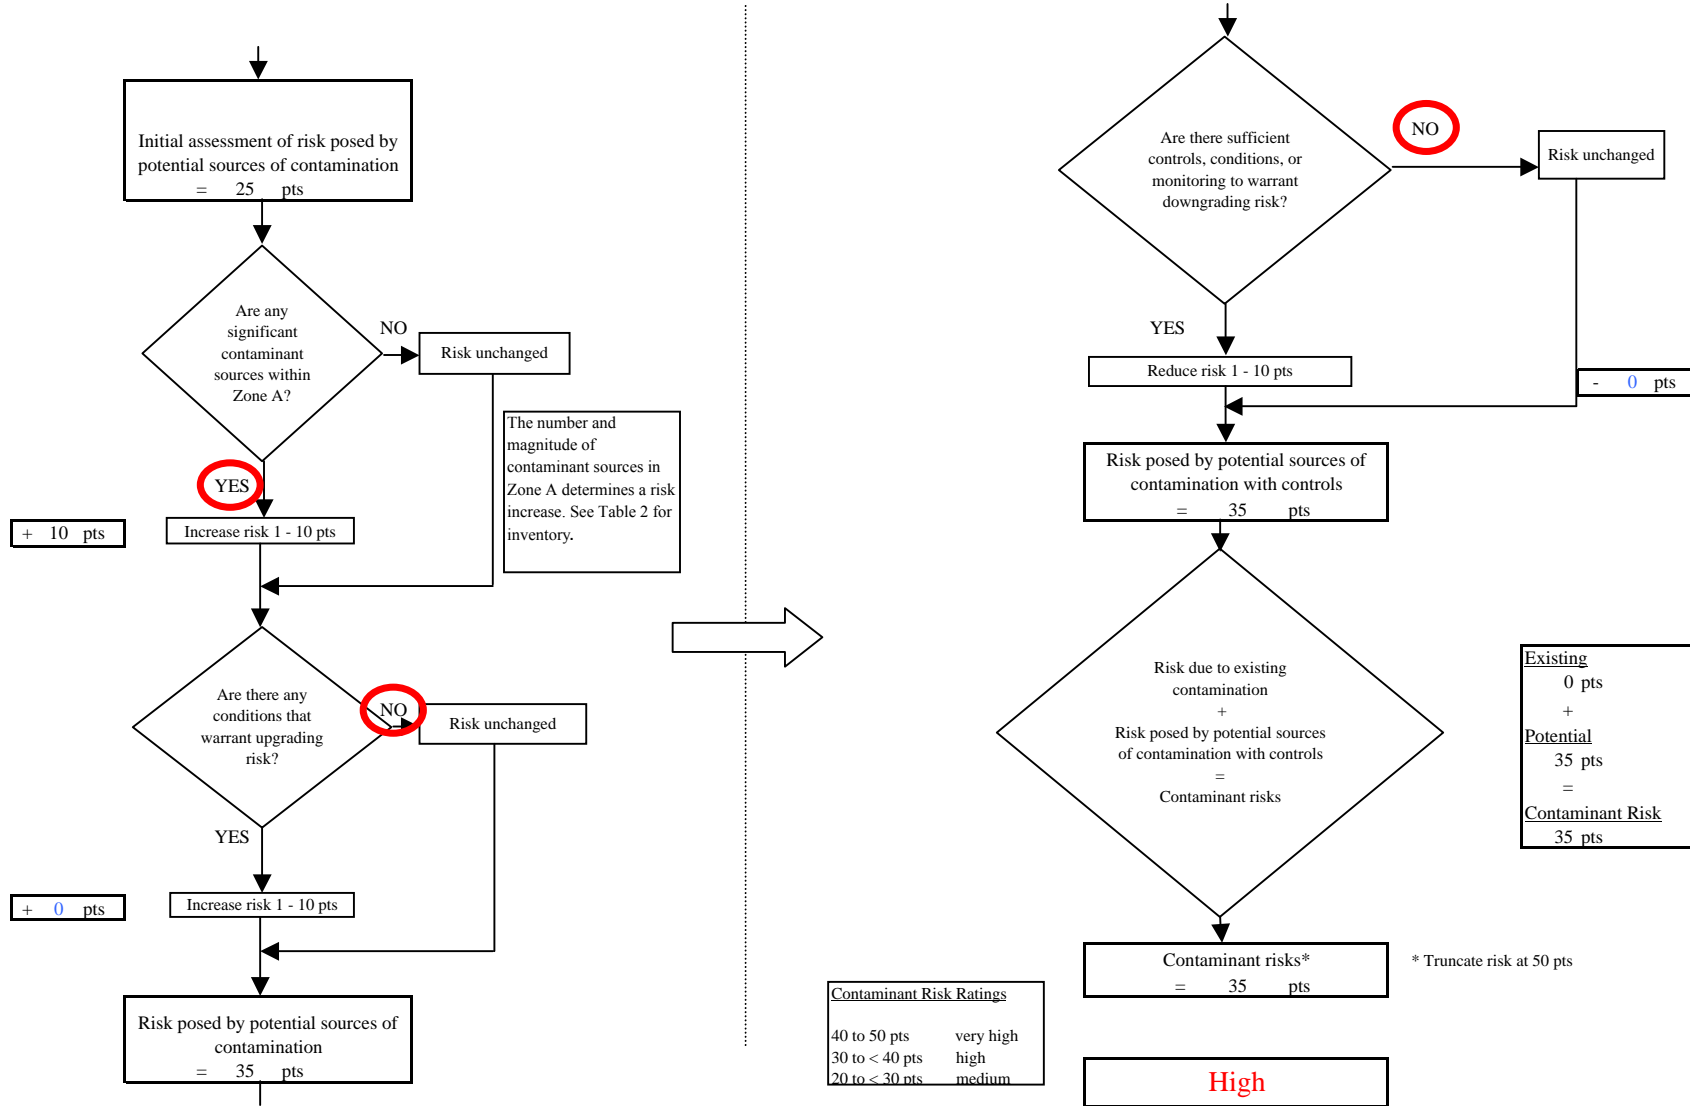 Initial assessment of risk posed by
potential sources of contamination
= 25 pts
Are any
significant
contaminant
sources within
Zone A?
NO
Risk unchanged
YES
The number and
magnitude of
contaminant sources in
Zone A determines a risk
increase. See Table 2 for
inventory.
+ 10 pts
Increase risk 1 - 10 pts
Are there any
conditions that
warrant upgrading
risk?
NO
Risk unchanged
YES
+ 0 pts
Increase risk 1 - 10 pts
Risk posed by potential sources of
contamination
= 35 pts
Are there sufficient
controls, conditions, or
monitoring to warrant
downgrading risk?
NO
Risk unchanged
YES
Reduce risk 1 - 10 pts
- 0 pts
Risk posed by potential sources of
contamination with controls
= 35 pts
Risk due to existing
contamination
+
Risk posed by potential sources
of contamination with controls
=
Contaminant risks
Existing
0 pts
+
Potential
35 pts
=
Contaminant Risk
35 pts
Contaminant risks*
= 35 pts
* Truncate risk at 50 pts
Contaminant Risk Ratings
40 to 50 pts very high
30 to < 40 pts high
20 to < 30 pts medium
High